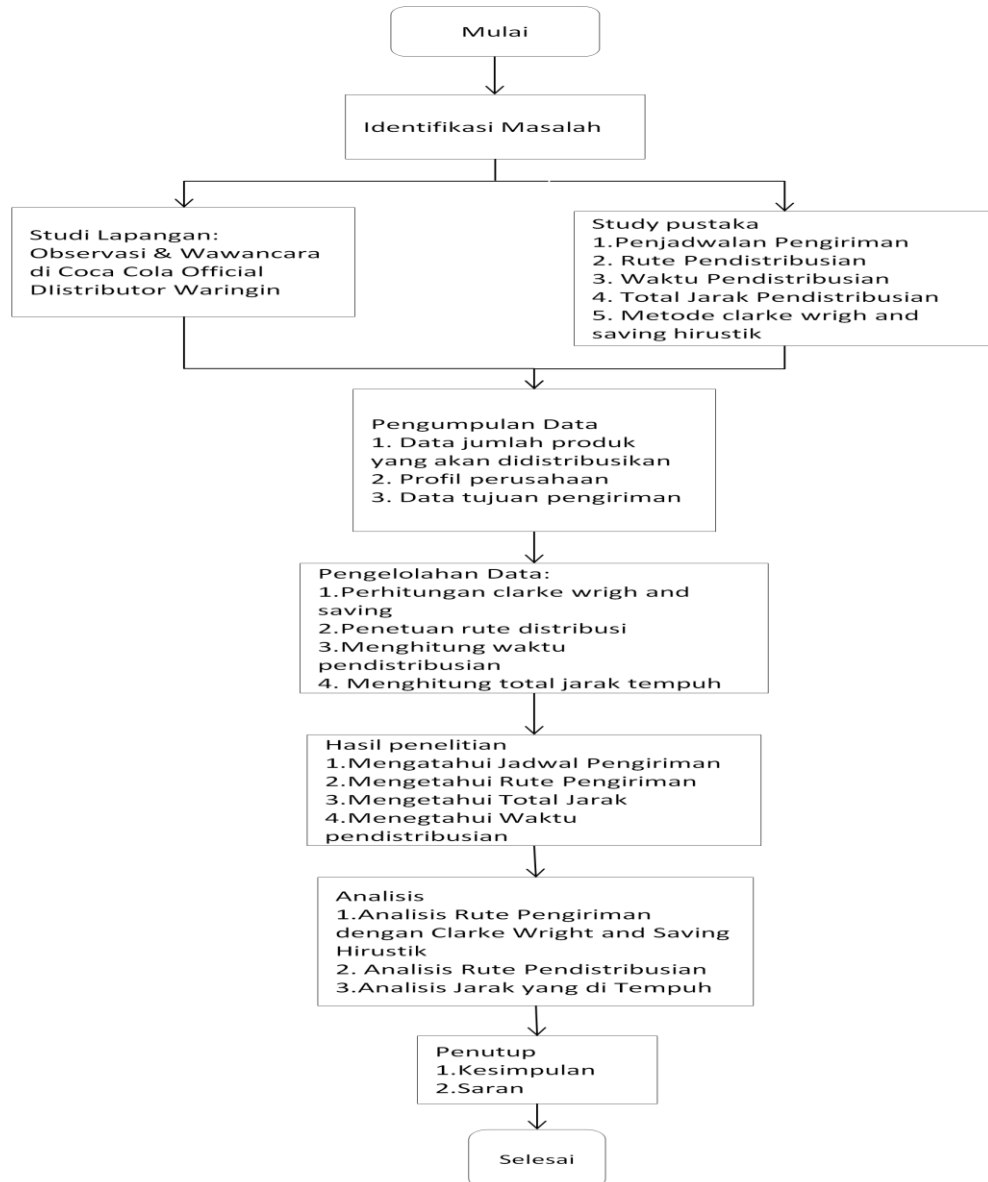 Mulai
Identifikasi Masalah
Studi Lapangan:
Observasi & Wawancara
di Coca Cola Official
DIistributor Waringin
Study pustaka
1.Penjadwalan Pengiriman
2. Rute Pendistribusian
3. Waktu Pendistribusian
4. Total Jarak Pendistribusian
5. Metode clarke wrigh and
saving hirustik
Pengumpulan Data
1. Data jumlah produk
yang akan didistribusikan
2. Profil perusahaan
3. Data tujuan pengiriman
Pengelolahan Data:
1.Perhitungan clarke wrigh and
saving
2.Penetuan rute distribusi
3.Menghitung waktu
pendistribusian
4. Menghitung total jarak tempuh
Hasil penelitian
1.Mengatahui Jadwal Pengiriman
2.Mengetahui Rute Pengiriman
3.Mengetahui Total Jarak
4.Menegtahui Waktu
pendistribusian
Analisis
1.Analisis Rute Pengiriman
dengan Clarke Wright and Saving
Hirustik
2. Analisis Rute Pendistribusian
3.Analisis Jarak yang di Tempuh
Penutup
1.Kesimpulan
2.Saran
Selesai